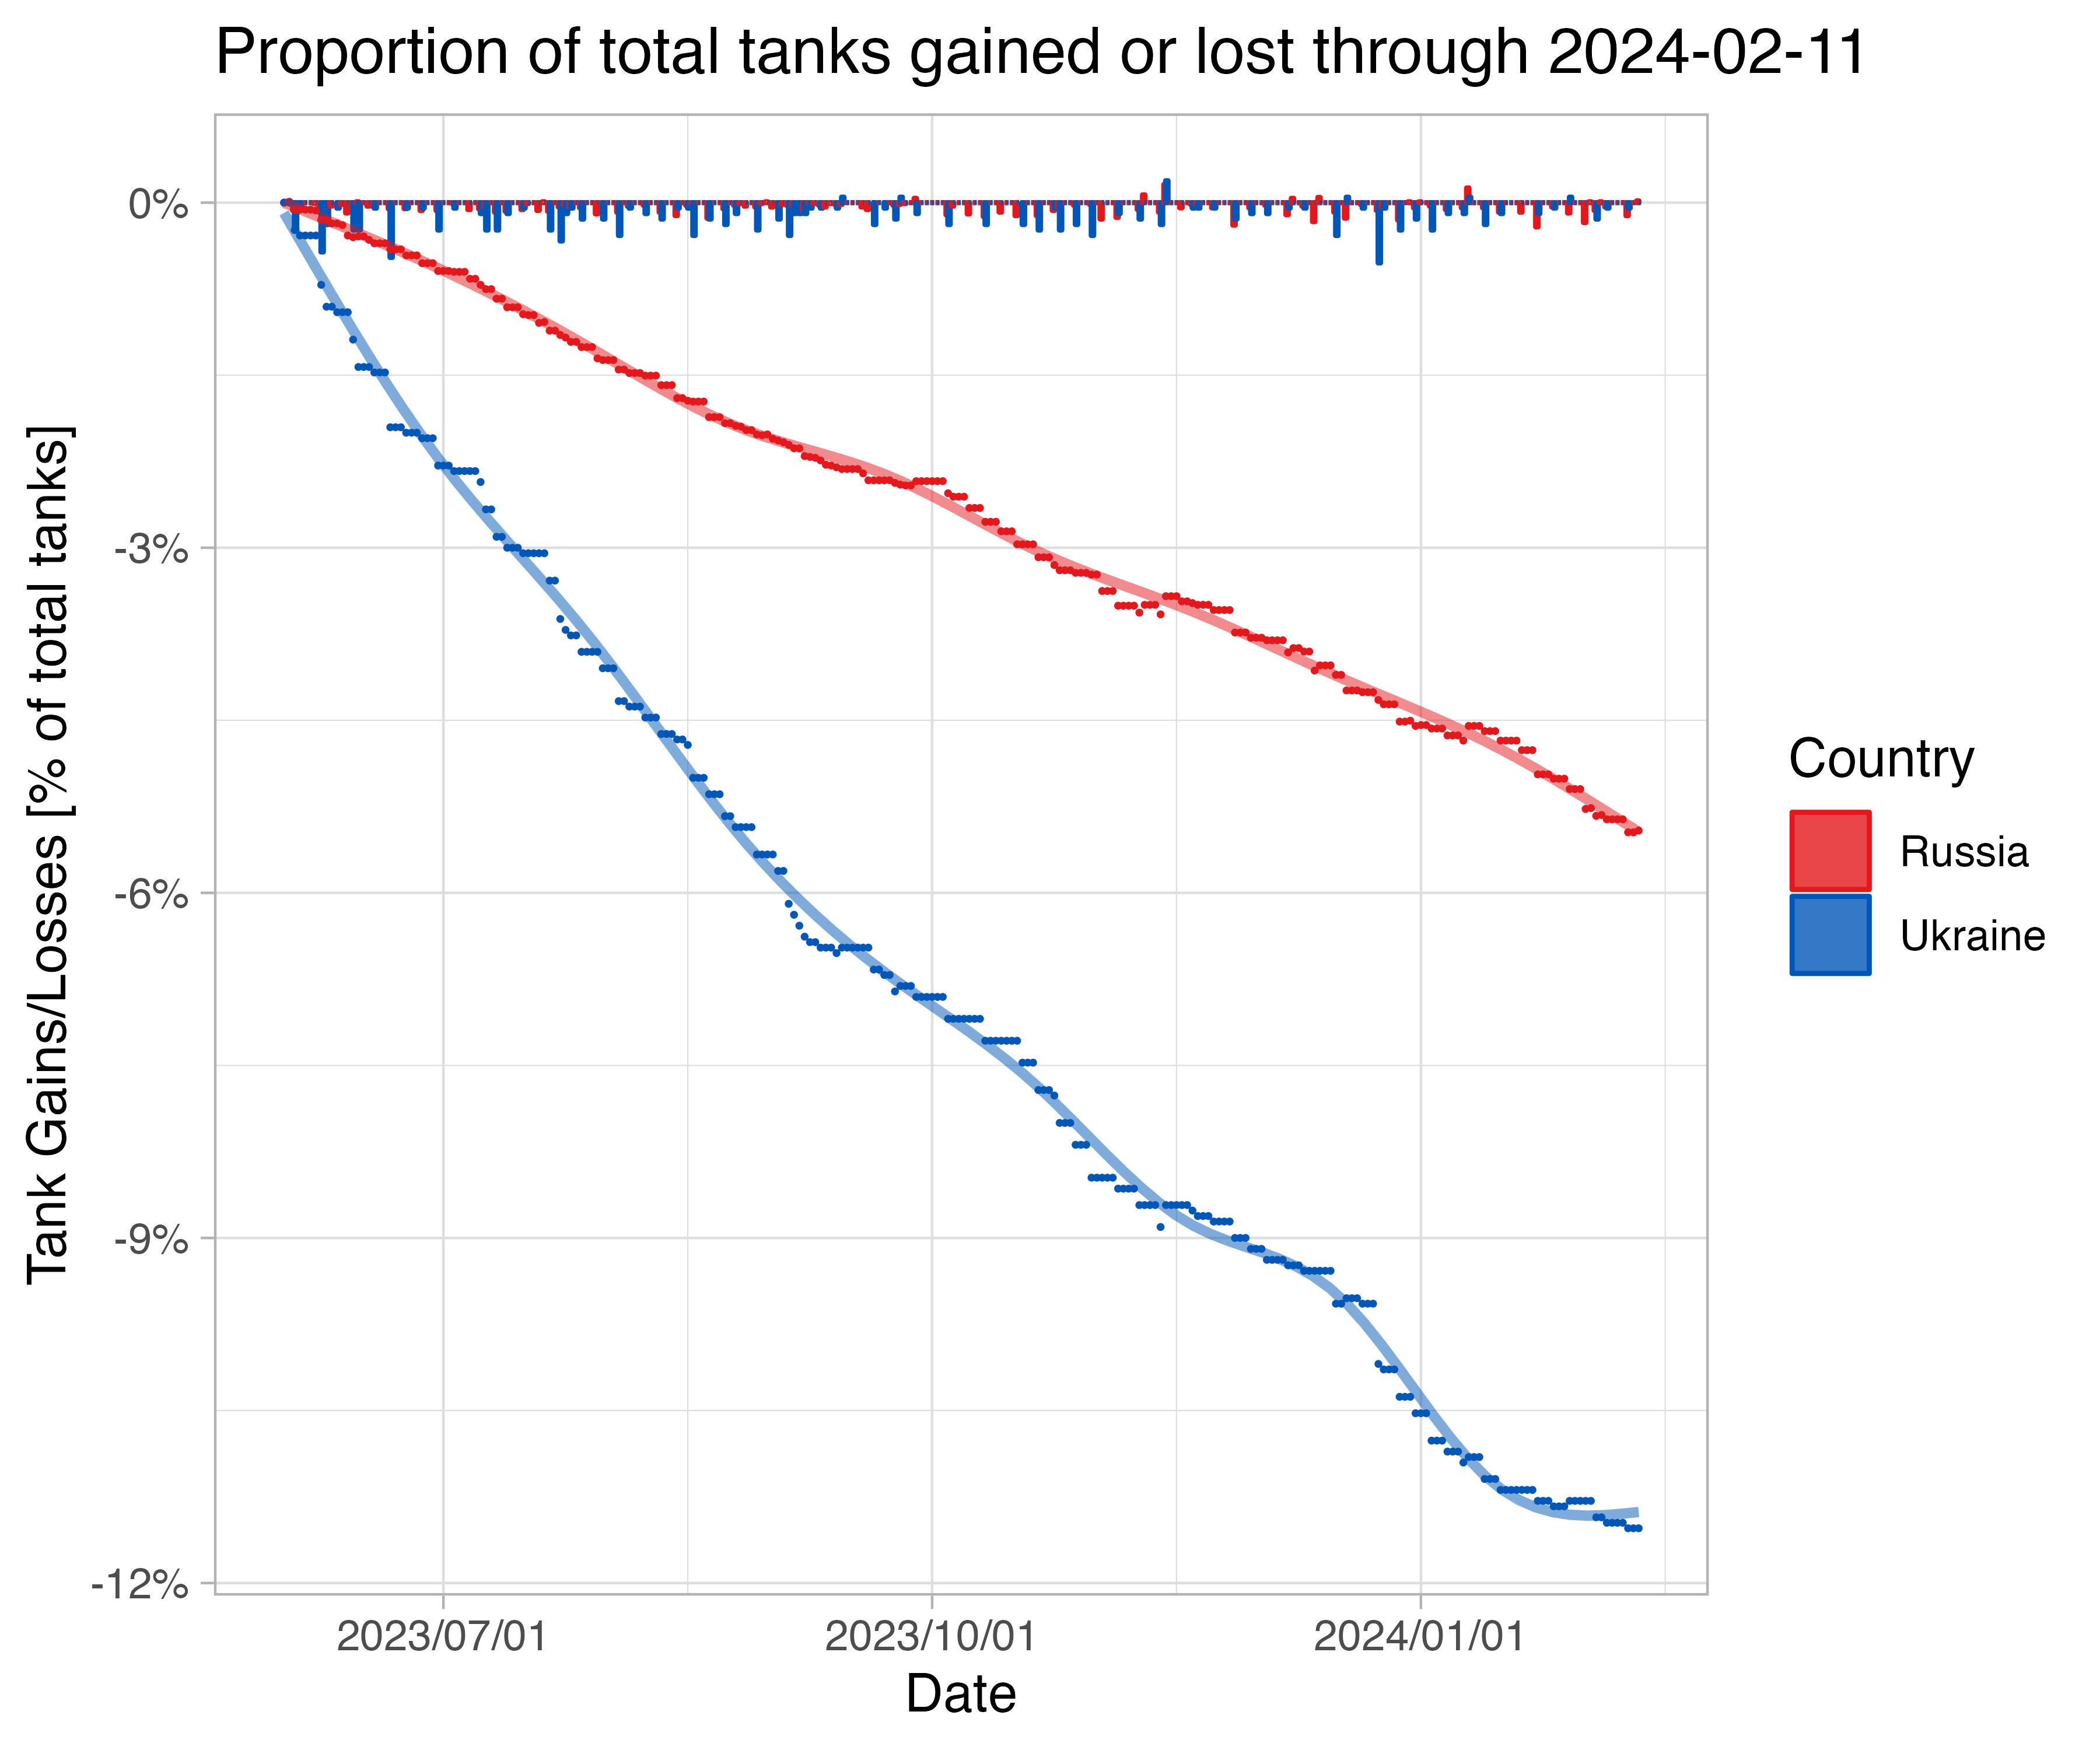 Proportion of total tanks gained or lost through 2024-02-11
Tank Gains/Losses [% of total tanks]
0%
-3%
-6%
-9%
-12%
2023/07/01
2023/10/01
2024/01/01
Date
Country
Russia
Ukraine